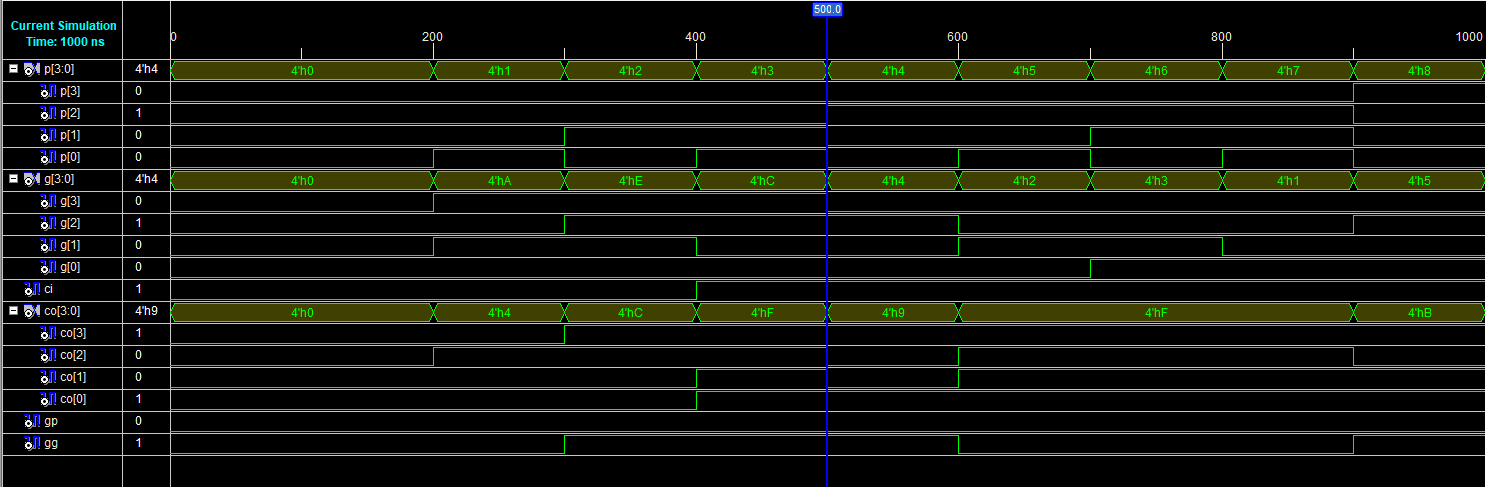 500.0
Current Simulation
Time: 1000 ns
0 200 400 600 800 1000
p[3:0] 4'h4 4'h0 4'h1 4'h2 4'h3 4'h4 4'h5 4'h6 4'h7 4'h8
p[3] 0
p[2] 1
p[1] 0
p[0] 0
g[3:0] 4'h4 4'h0 4'hA 4'hE 4'hC 4'h4 4'h2 4'h3 4'h1 4'h5
g[3] 0
g[2] 1
g[1] 0
g[0] 0
ci 1
co[3:0] 4'h9 4'h0 4'h4 4'hC 4'hF 4'h9 4'hF 4'hB
co[3] 1
co[2] 0
co[1] 0
co[0] 1
gp 0
gg 1